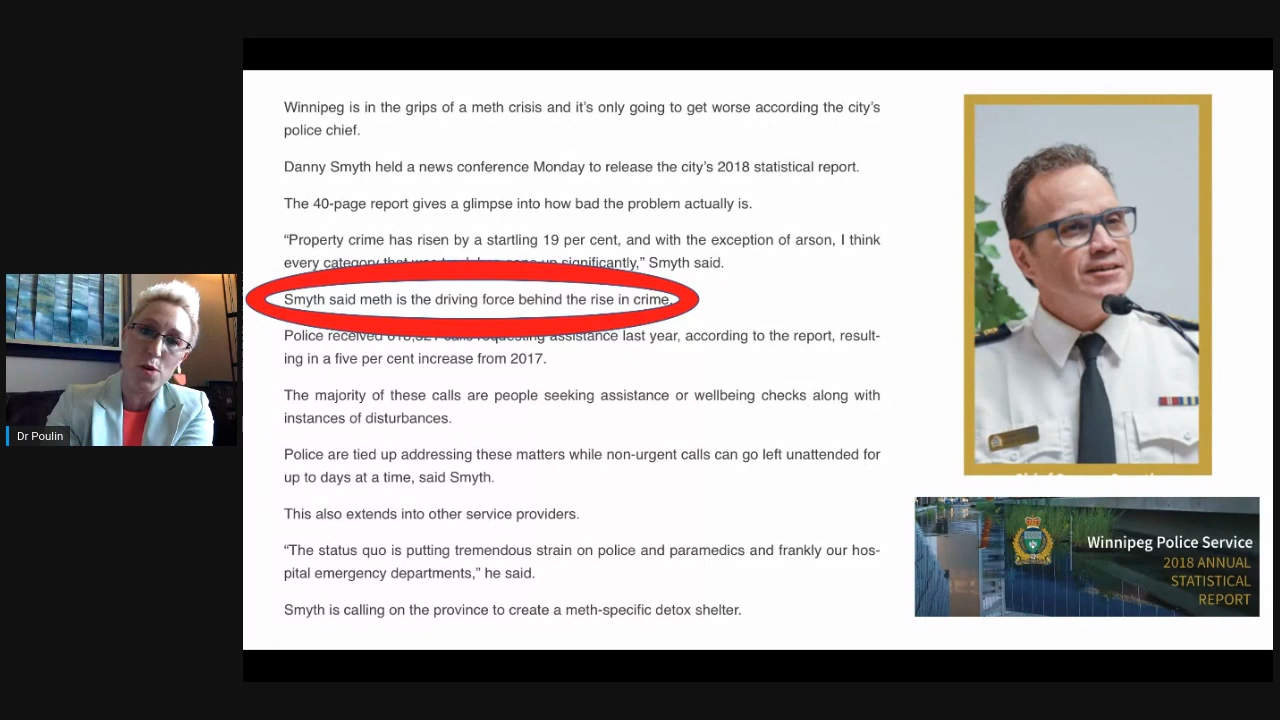 Winnipeg is in the grips of a meth crisis and it's only going to get worse according the city's
police chief.
Danny Smyth held a news conference Monday to release the city's 2018 statistical report.
The 40-page report gives a glimpse into how bad the problem actually is.
“Property crime has risen by a startling 19 per cent, and with the exception of arson, I think
every category that significantly,” Smyth said.
Smyth said meth is the driving force behind the rise in crime.
Police received requesting assistance last year, according to the report, result-
ing in a five per cent increase from 2017.
The majority of these calls are people seeking assistance or wellbeing checks along with
instances of disturbances.
Police are tied up addressing these matters while non-urgent calls can go left unattended for
up to days at a time, said Smyth.
This also extends into other service providers.
“The status quo is putting tremendous strain on police and paramedics and frankly our hos-
pital emergency departments,” he said.
Smyth is calling on the province to create a meth-specific detox shelter.
Dr Poulin
Winnipeg Police Service
2018 ANNUAL
STATISTICAL
REPORT